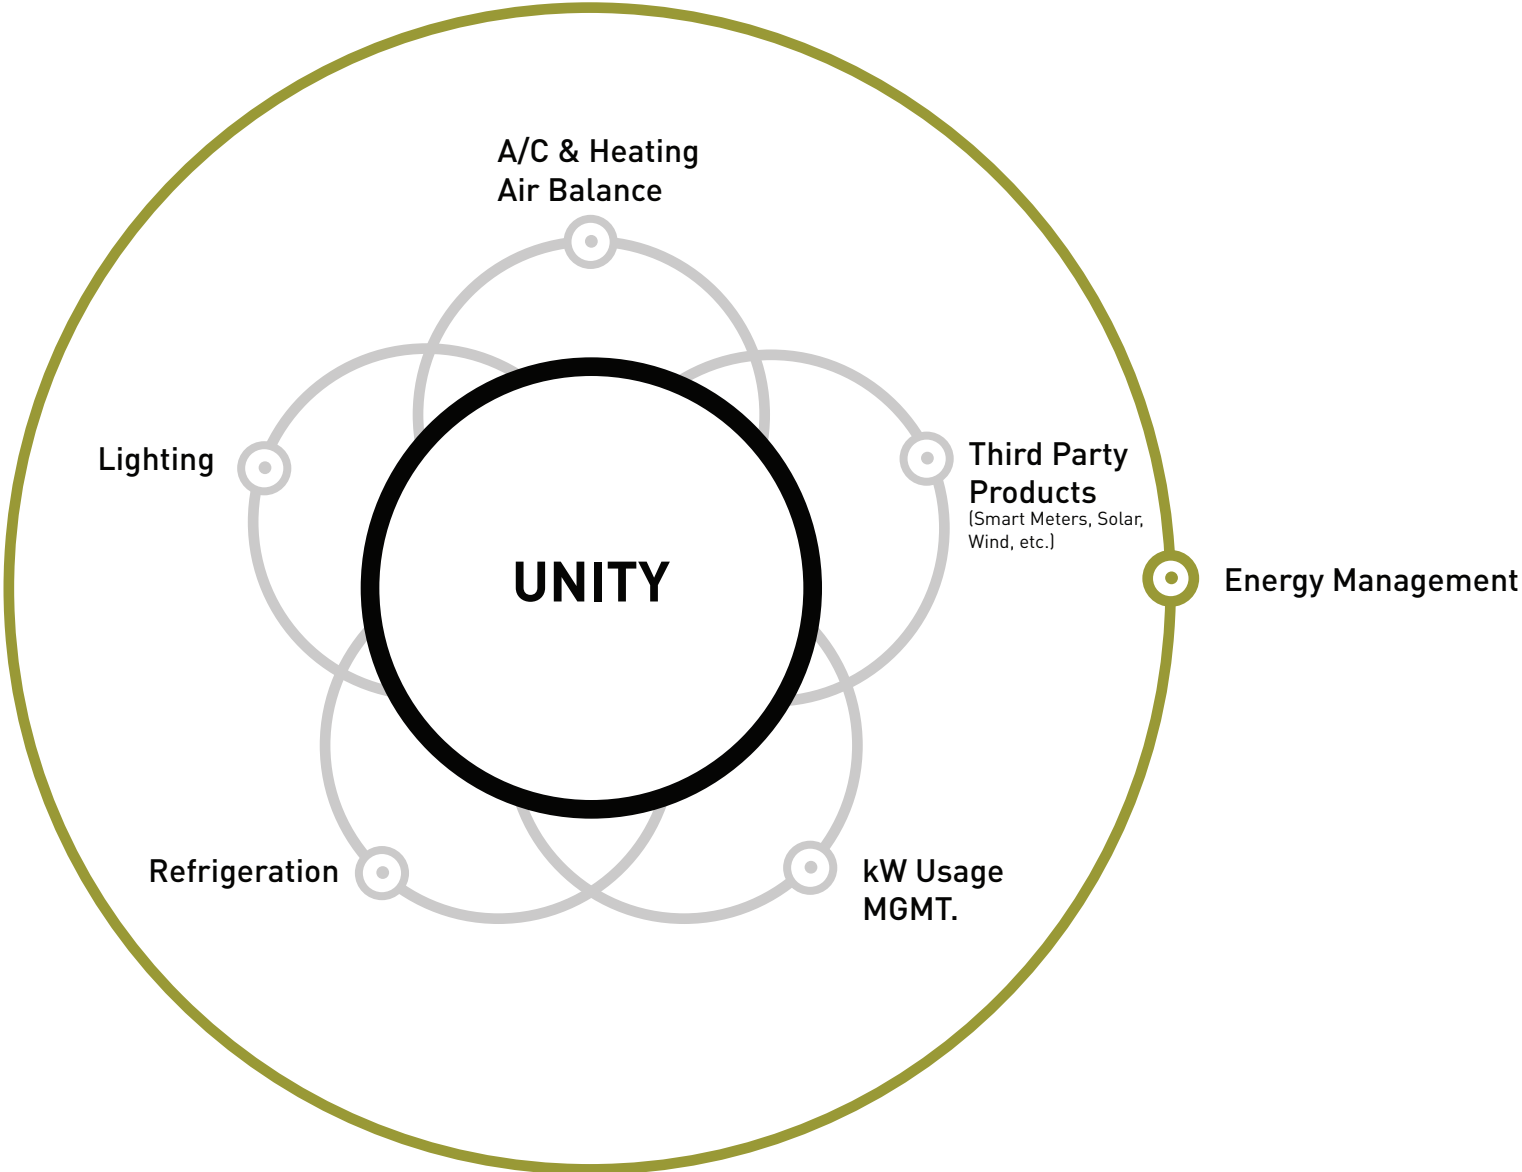 A/C & Heating
Air Balance
Lighting
Third Party
Products
(Smart Meters, Solar,
Wind, etc.)
UNITY
Energy Management
Refrigeration
kW Usage
MGMT.